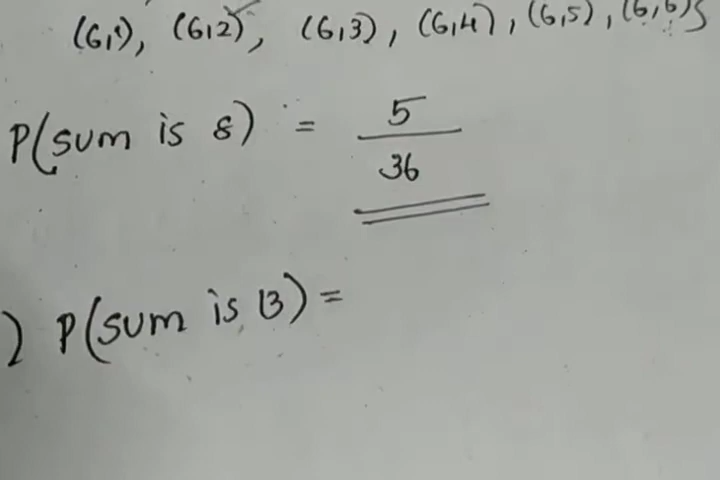 (6,1), (6,2), (6,3), (6,4), (6,5), (6,6)}
P(sum is 8) = 5/36
) P(sum is 13) =